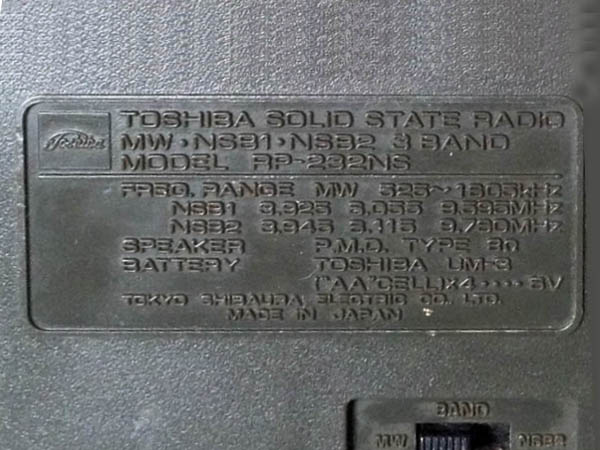 Toshiba
TOSHIBA SOLID STATE RADIO
MW・NSB1・NSB2 3 BAND
MODEL RP-232NS
FREQ. RANGE MW 525~1605kHz
NSB1 3.925 6.055 9.595MHz
NSB2 3.945 6.115 9.760MHz
SPEAKER P.M.D. TYPE 8Ω
BATTERY TOSHIBA UM-3
("AA"CELL)×4‥‥6V
TOKYO SHIBAURA ELECTRIC CO. LTD.
MADE IN JAPAN
BAND
MW NSB2